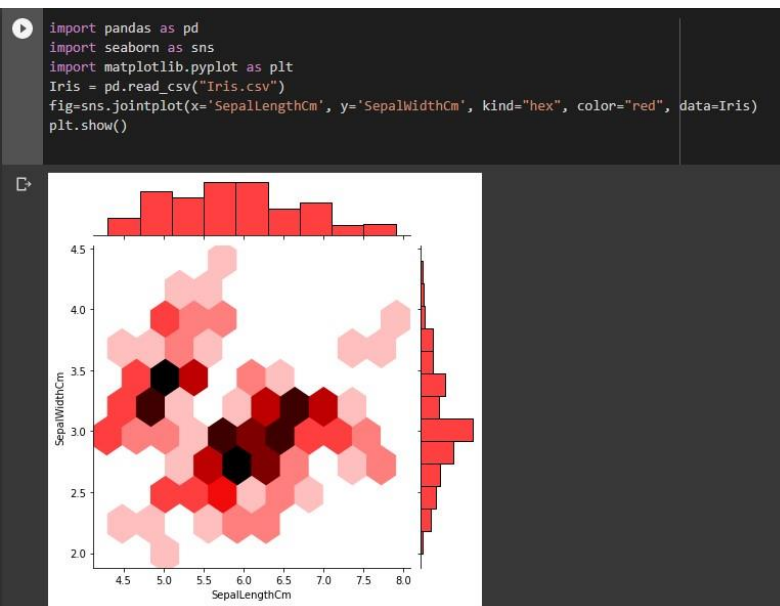 import pandas as pd
import seaborn as sns
import matplotlib.pyplot as plt
Iris = pd.read_csv("Iris.csv")
fig=sns.jointplot(x='SepalLengthCm', y='SepalWidthCm', kind="hex", color="red", data=Iris)
plt.show()
4.5
4.0
3.5
3.0
2.5
2.0
SepalWidthCm
4.5 5.0 5.5 6.0 6.5 7.0 7.5 8.0
SepalLengthCm